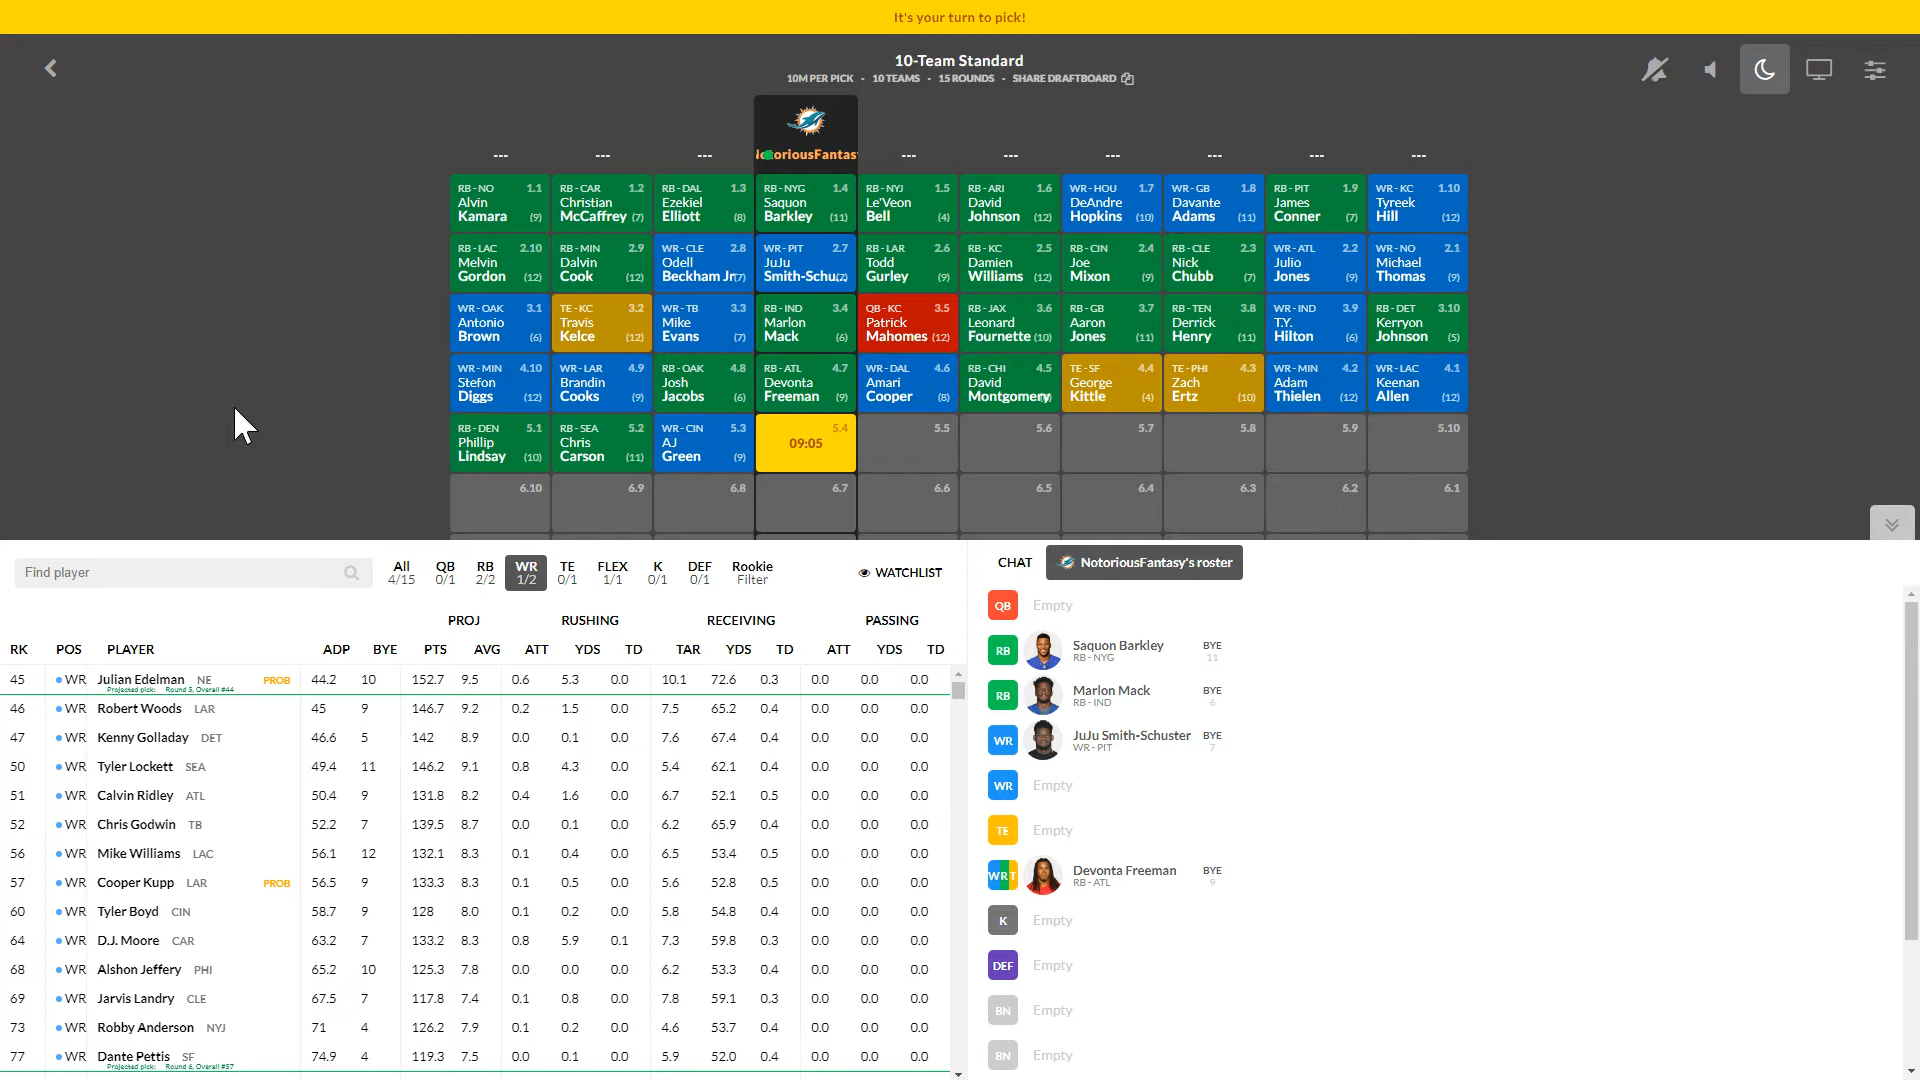 It's your turn to pick!
10-Team Standard
10M PER PICK - 10 TEAMS - 15 ROUNDS - SHARE DRAFTBOARD
--- --- --- --- --- --- --- --- ---
RB - NO 1.1 RB - CAR 1.2 RB - DAL 1.3 RB - NYG 1.4 RB - NYJ 1.5 RB - ARI 1.6 WR - HOU 1.7 WR - GB 1.8 RB - PIT 1.9 WR - KC 1.10
Alvin Christian Ezekiel Saquon Le'Veon David DeAndre Davante James Tyreek
Kamara (9) McCaffrey (7) Elliott (8) Barkley (11) Bell (4) Johnson (12) Hopkins (10) Adams (11) Conner (7) Hill (12)
RB - LAC 2.10 RB - MIN 2.9 WR - CLE 2.8 WR - PIT 2.7 RB - LAR 2.6 RB - KC 2.5 RB - CIN 2.4 RB - CLE 2.3 WR - ATL 2.2 WR - NO 2.1
Melvin Dalvin Odell JuJu Todd Damien Joe Nick Julio Michael
Gordon (12) Cook (12) Beckham Jr (7) Smith-Schu... (7) Gurley (9) Williams (12) Mixon (9) Chubb (7) Jones (9) Thomas (9)
WR - OAK 3.1 TE - KC 3.2 WR - TB 3.3 RB - IND 3.4 QB - KC 3.5 RB - JAX 3.6 RB - GB 3.7 RB - TEN 3.8 WR - IND 3.9 RB - DET 3.10
Antonio Travis Mike Marlon Patrick Leonard Aaron Derrick T.Y. Kerryon
Brown (6) Kelce (12) Evans (7) Mack (6) Mahomes (12) Fournette (10) Jones (11) Henry (11) Hilton (6) Johnson (5)
WR - MIN 4.10 WR - LAR 4.9 RB - OAK 4.8 RB - ATL 4.7 WR - DAL 4.6 RB - CHI 4.5 TE - SF 4.4 TE - PHI 4.3 WR - MIN 4.2 WR - LAC 4.1
Stefon Brandin Josh Devonta Amari David George Zach Adam Keenan
Diggs (12) Cooks (9) Jacobs (6) Freeman (9) Cooper (8) Montgomery Kittle (4) Ertz (10) Thielen (12) Allen (12)
RB - DEN 5.1 RB - SEA 5.2 WR - CIN 5.3 5.4 5.5 5.6 5.7 5.8 5.9 5.10
Phillip Chris AJ 09:05
Lindsay (10) Carson (11) Green (9)
6.10 6.9 6.8 6.7 6.6 6.5 6.4 6.3 6.2 6.1
Find player All QB RB WR TE FLEX K DEF Rookie WATCHLIST
4/15 0/1 2/2 1/2 0/1 1/1 0/1 0/1 Filter
PROJ RUSHING RECEIVING PASSING
RK POS PLAYER ADP BYE PTS AVG ATT YDS TD TAR YDS TD ATT YDS TD
45 WR Julian Edelman NE PROB 44.2 10 152.7 9.5 0.6 5.3 0.0 10.1 72.6 0.3 0.0 0.0 0.0
Projected pick: Round 5, Overall #44
46 WR Robert Woods LAR 45 9 146.7 9.2 0.2 1.5 0.0 7.5 65.2 0.4 0.0 0.0 0.0
47 WR Kenny Golladay DET 46.6 5 142 8.9 0.0 0.1 0.0 7.6 67.4 0.4 0.0 0.0 0.0
50 WR Tyler Lockett SEA 49.4 11 146.2 9.1 0.8 4.3 0.0 5.4 62.1 0.4 0.0 0.0 0.0
51 WR Calvin Ridley ATL 50.4 9 131.8 8.2 0.4 1.6 0.0 6.7 52.1 0.5 0.0 0.0 0.0
52 WR Chris Godwin TB 52.2 7 139.5 8.7 0.0 0.1 0.0 6.2 65.9 0.4 0.0 0.0 0.0
56 WR Mike Williams LAC 56.1 12 132.1 8.3 0.1 0.4 0.0 6.5 53.4 0.5 0.0 0.0 0.0
57 WR Cooper Kupp LAR PROB 56.5 9 133.3 8.3 0.1 0.5 0.0 5.6 52.8 0.5 0.0 0.0 0.0
60 WR Tyler Boyd CIN 58.7 9 128 8.0 0.1 0.2 0.0 5.8 54.8 0.4 0.0 0.0 0.0
64 WR D.J. Moore CAR 63.2 7 133.2 8.3 0.8 5.9 0.1 7.3 59.8 0.3 0.0 0.0 0.0
68 WR Alshon Jeffery PHI 65.2 10 125.3 7.8 0.0 0.0 0.0 6.2 53.3 0.4 0.0 0.0 0.0
69 WR Jarvis Landry CLE 67.5 7 117.8 7.4 0.1 0.8 0.0 7.8 59.1 0.3 0.0 0.0 0.0
73 WR Robby Anderson NYJ 71 4 126.2 7.9 0.1 0.2 0.0 4.6 53.7 0.4 0.0 0.0 0.0
77 WR Dante Pettis SF 74.9 4 119.3 7.5 0.0 0.1 0.0 5.9 52.0 0.4 0.0 0.0 0.0
Projected pick: Round 6, Overall #57
CHAT NotoriousFantasy's roster
QB Empty
RB Saquon Barkley BYE
RB - NYG 11
RB Marlon Mack BYE
RB - IND 6
WR JuJu Smith-Schuster BYE
WR - PIT 7
WR Empty
TE Empty
WRT Devonta Freeman BYE
RB - ATL 9
K Empty
DEF Empty
BN Empty
BN Empty